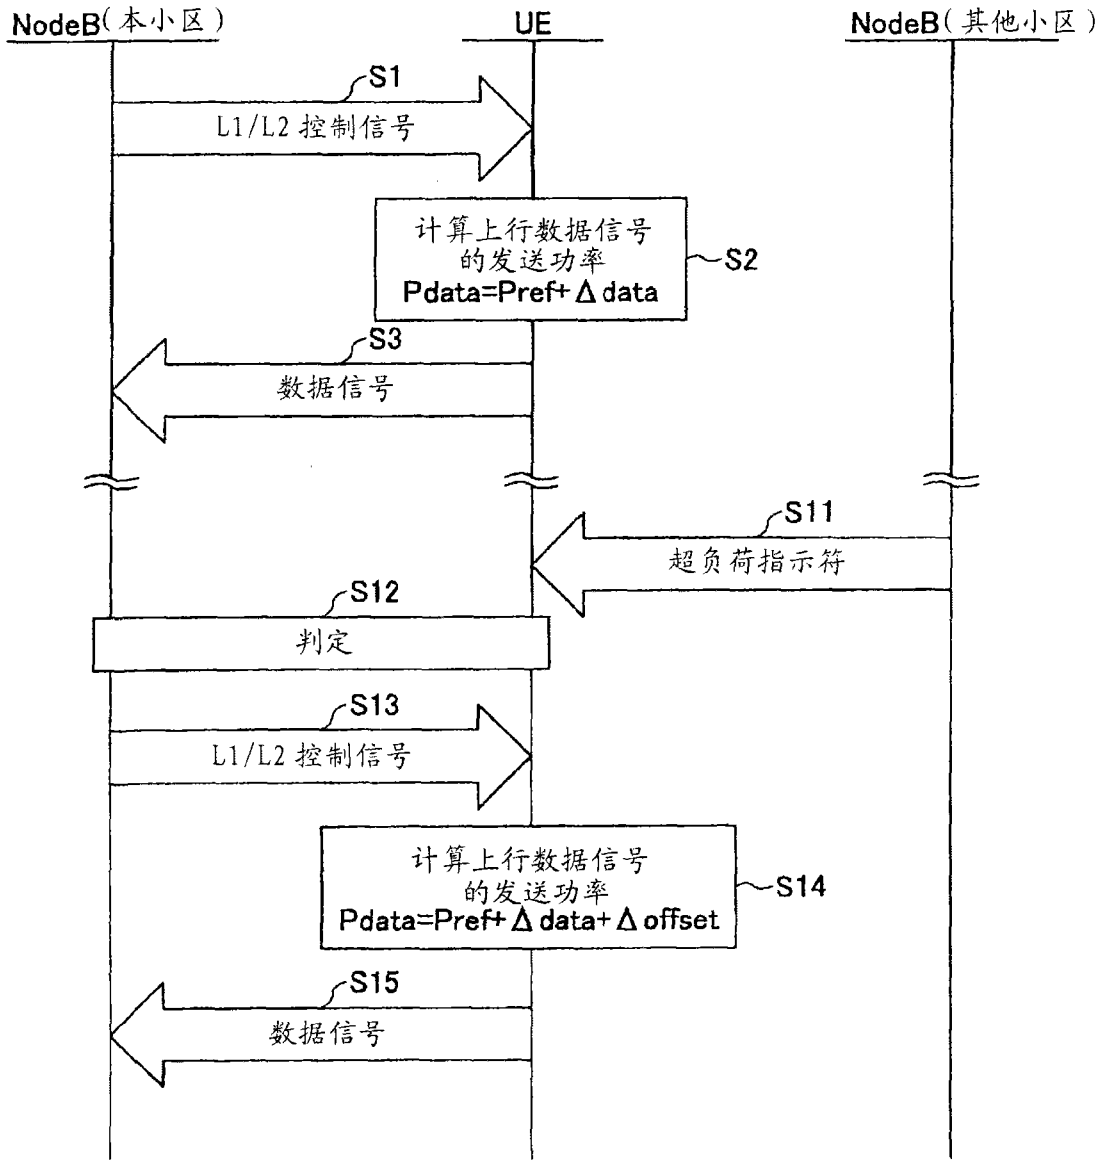 NodeB(本小区)
UE
NodeB(其他小区)
S1
L1/L2 控制信号
计算上行数据信号
的发送功率
Pdata=Pref+Δdata
S2
S3
数据信号
S11
超负荷指示符
S12
判定
S13
L1/L2 控制信号
计算上行数据信号
的发送功率
Pdata=Pref+Δdata+Δoffset
S14
S15
数据信号